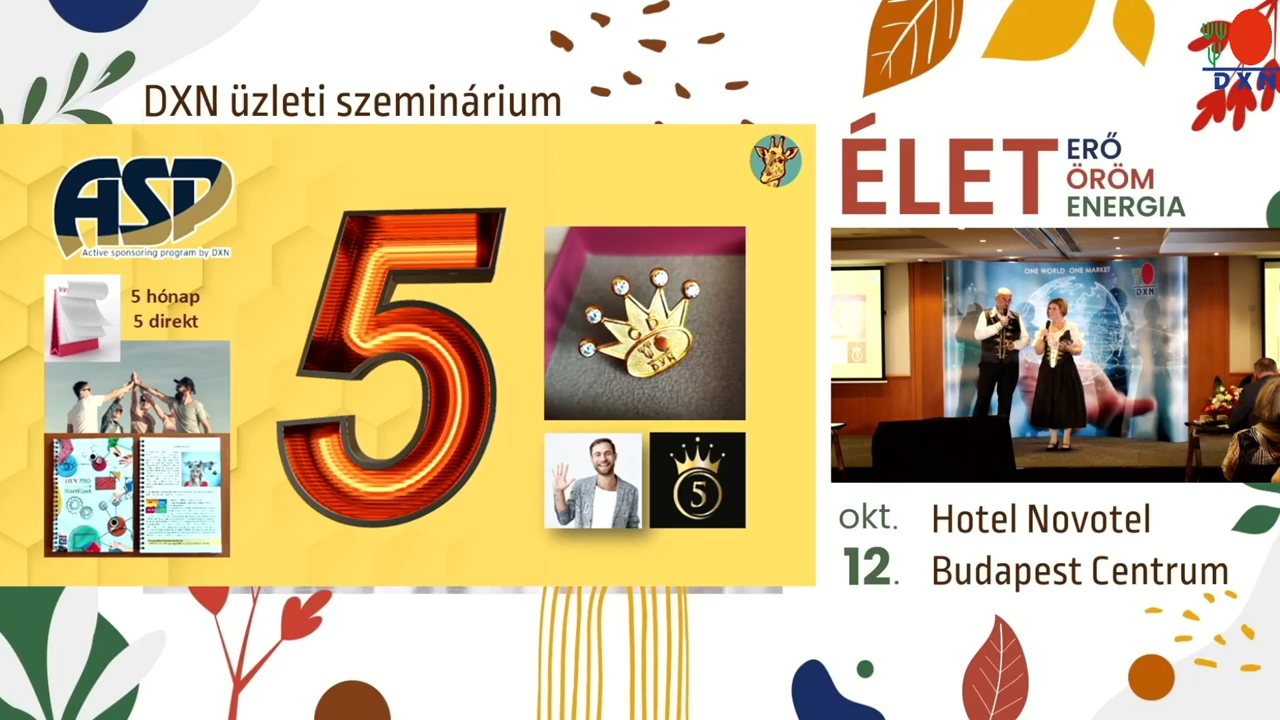 DXN üzleti szeminárium
ASP
Active sponsoring program by DXN
5 hónap
5 direkt
5
DXN
5
DXN
ÉLET
ERŐ
ÖRÖM
ENERGIA
ONE WORLD ONE MARKET
DXN
okt.
12.
Hotel Novotel
Budapest Centrum